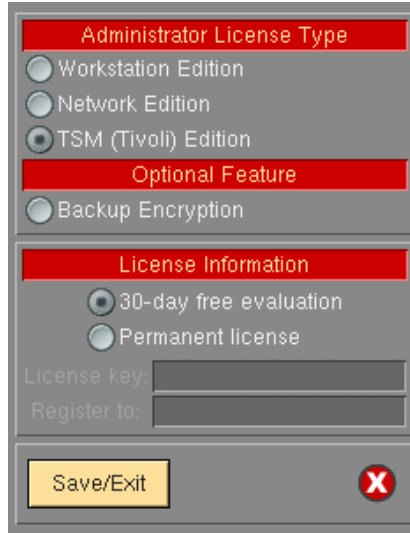 Administrator License Type
Workstation Edition
Network Edition
TSM (Tivoli) Edition
Optional Feature
Backup Encryption
License Information
30-day free evaluation
Permanent license
License key:
Register to:
Save/Exit